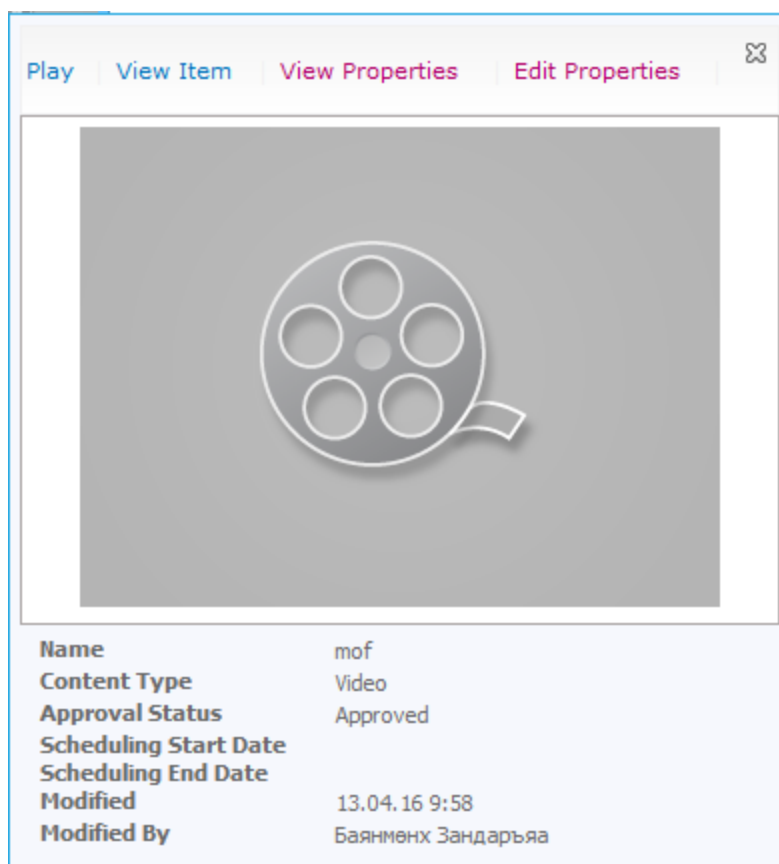 Play View Item View Properties Edit Properties
Name mof
Content Type Video
Approval Status Approved
Scheduling Start Date
Scheduling End Date
Modified 13.04.16 9:58
Modified By Баянмөнх Зандаръяа